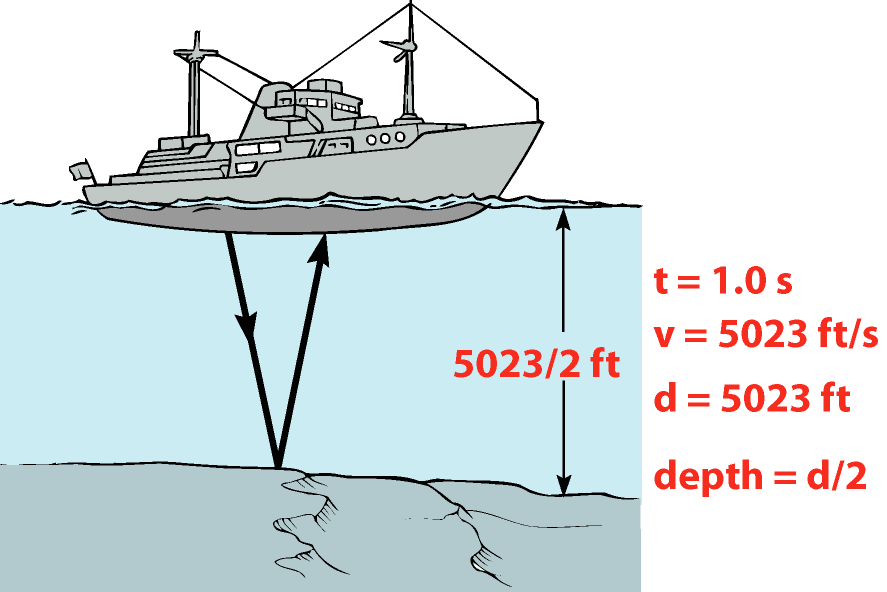 t = 1.0 s
v = 5023 ft/s
5023/2 ft
d = 5023 ft
depth = d/2